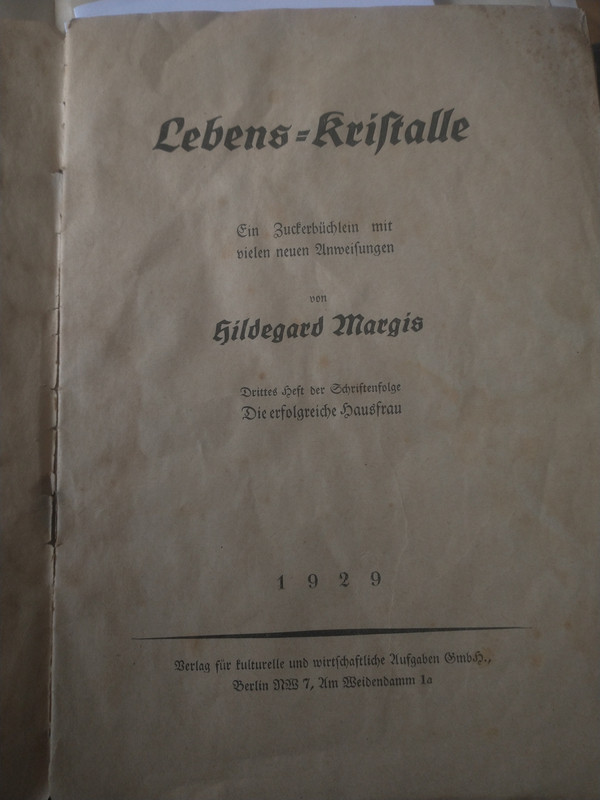 Lebens-Kristalle
Ein Zuckerbüchlein mit
vielen neuen Anweisungen
von
Hildegard Margis
Drittes Heft der Schriftenfolge
Die erfolgreiche Hausfrau
1929
Verlag für kulturelle und wirtschaftliche Aufgaben GmbH.,
Berlin NW 7, Am Weidendamm 1a